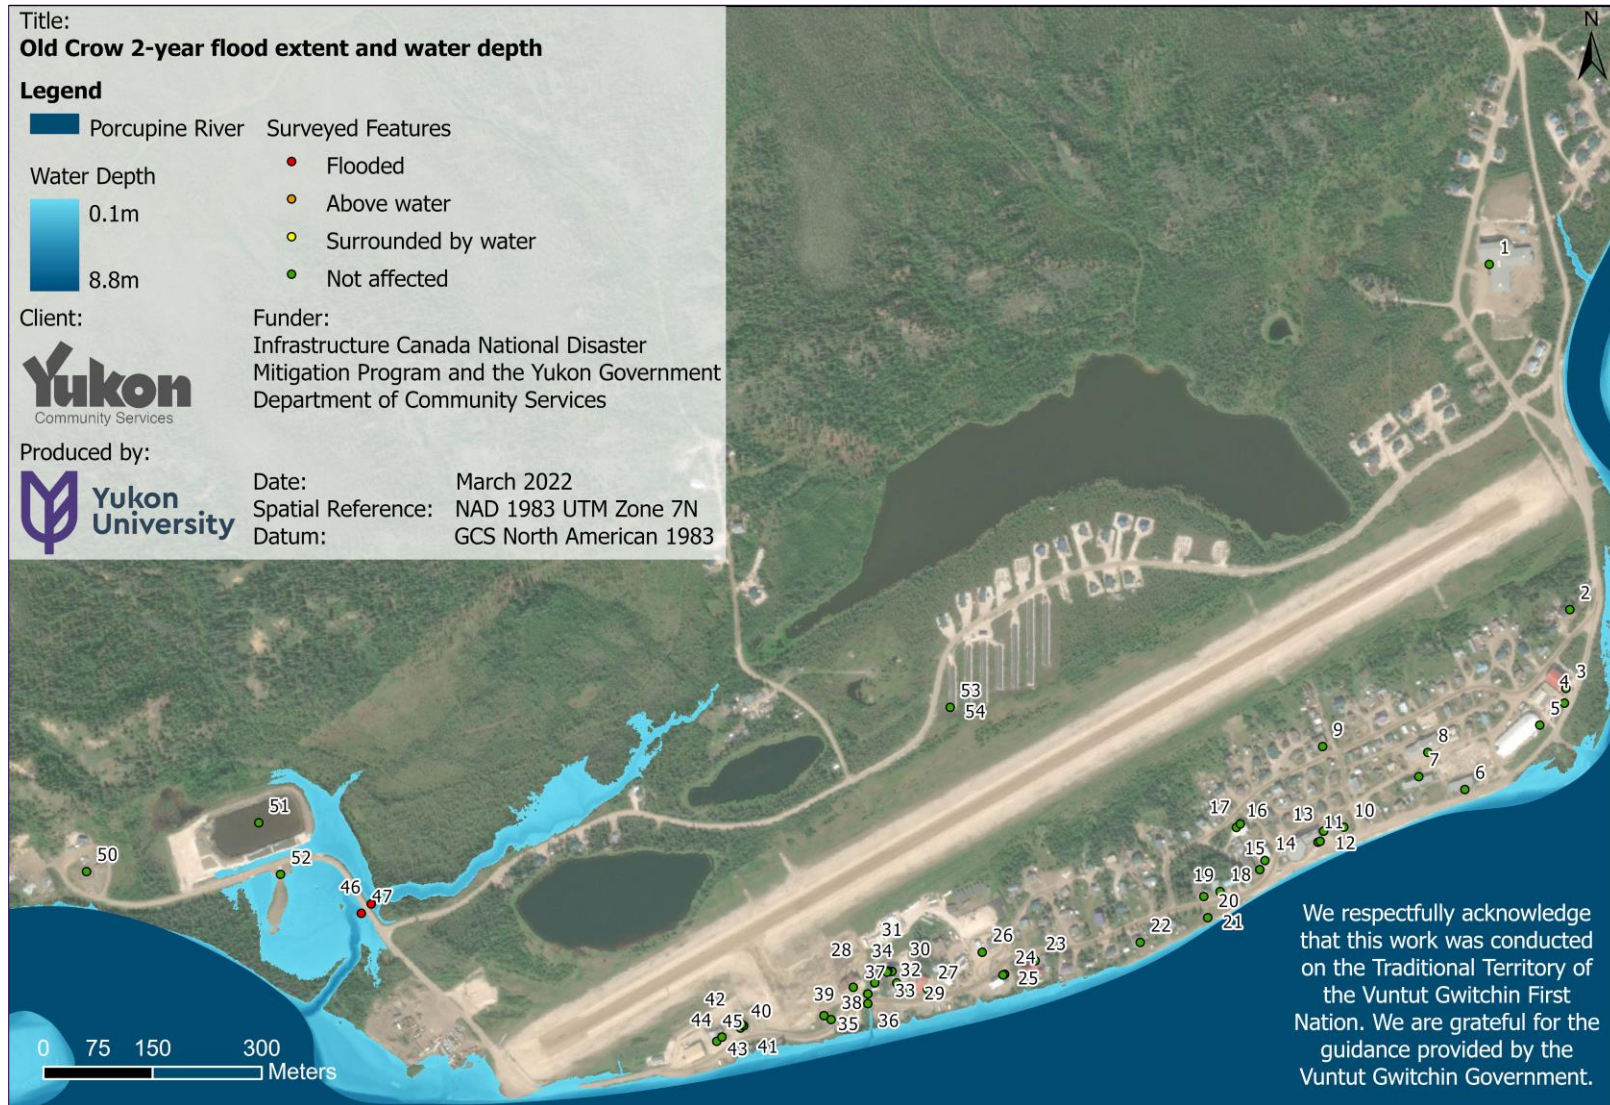 Title:
Old Crow 2-year flood extent and water depth
Legend
Porcupine River
Water Depth
0.1m
8.8m
Surveyed Features
Flooded
Above water
Surrounded by water
Not affected
Client:
Yukon
Community Services
Funder:
Infrastructure Canada National Disaster
Mitigation Program and the Yukon Government
Department of Community Services
Produced by:
Yukon
University
Date: March 2022
Spatial Reference: NAD 1983 UTM Zone 7N
Datum: GCS North American 1983
N
1
2
3
4
5
6
7
8
9
10
11
12
13
14
15
16
17
18
19
20
21
22
23
24
25
26
27
28
29
30
31
32
33
34
35
36
37
38
39
40
41
42
43
44
45
46
47
50
51
52
53
54
0 75 150 300
Meters
We respectfully acknowledge
that this work was conducted
on the Traditional Territory of
the Vuntut Gwitchin First
Nation. We are grateful for the
guidance provided by the
Vuntut Gwitchin Government.